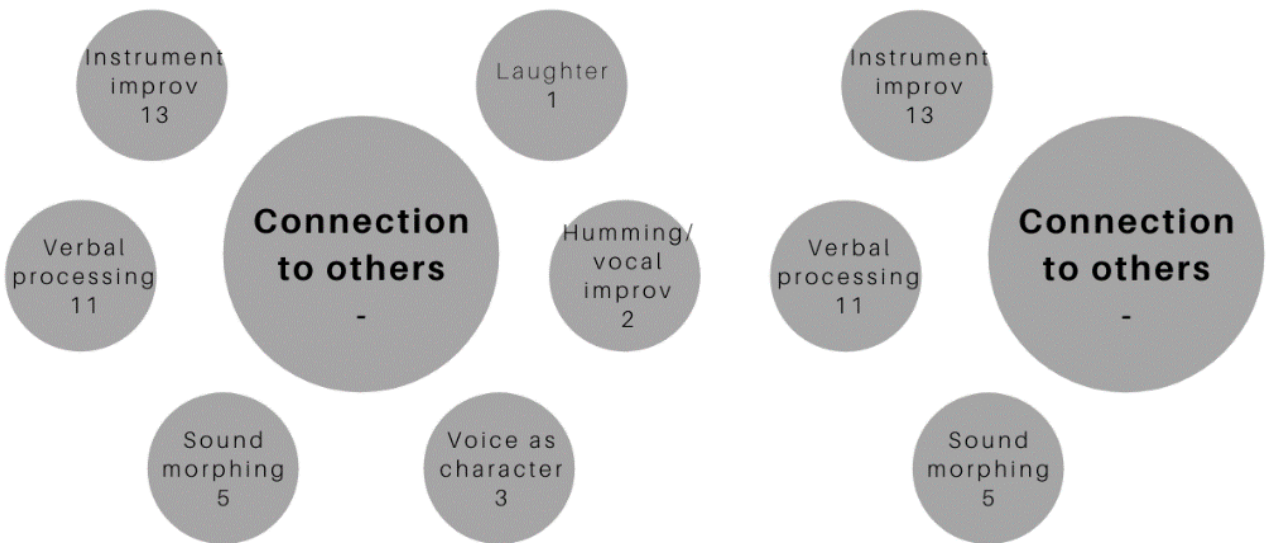 Instrument
improv
13
Laughter
1
Connection
to others
-
Verbal
processing
11
Humming/
vocal
improv
2
Sound
morphing
5
Voice as
character
3
Instrument
improv
13
Connection
to others
-
Verbal
processing
11
Sound
morphing
5